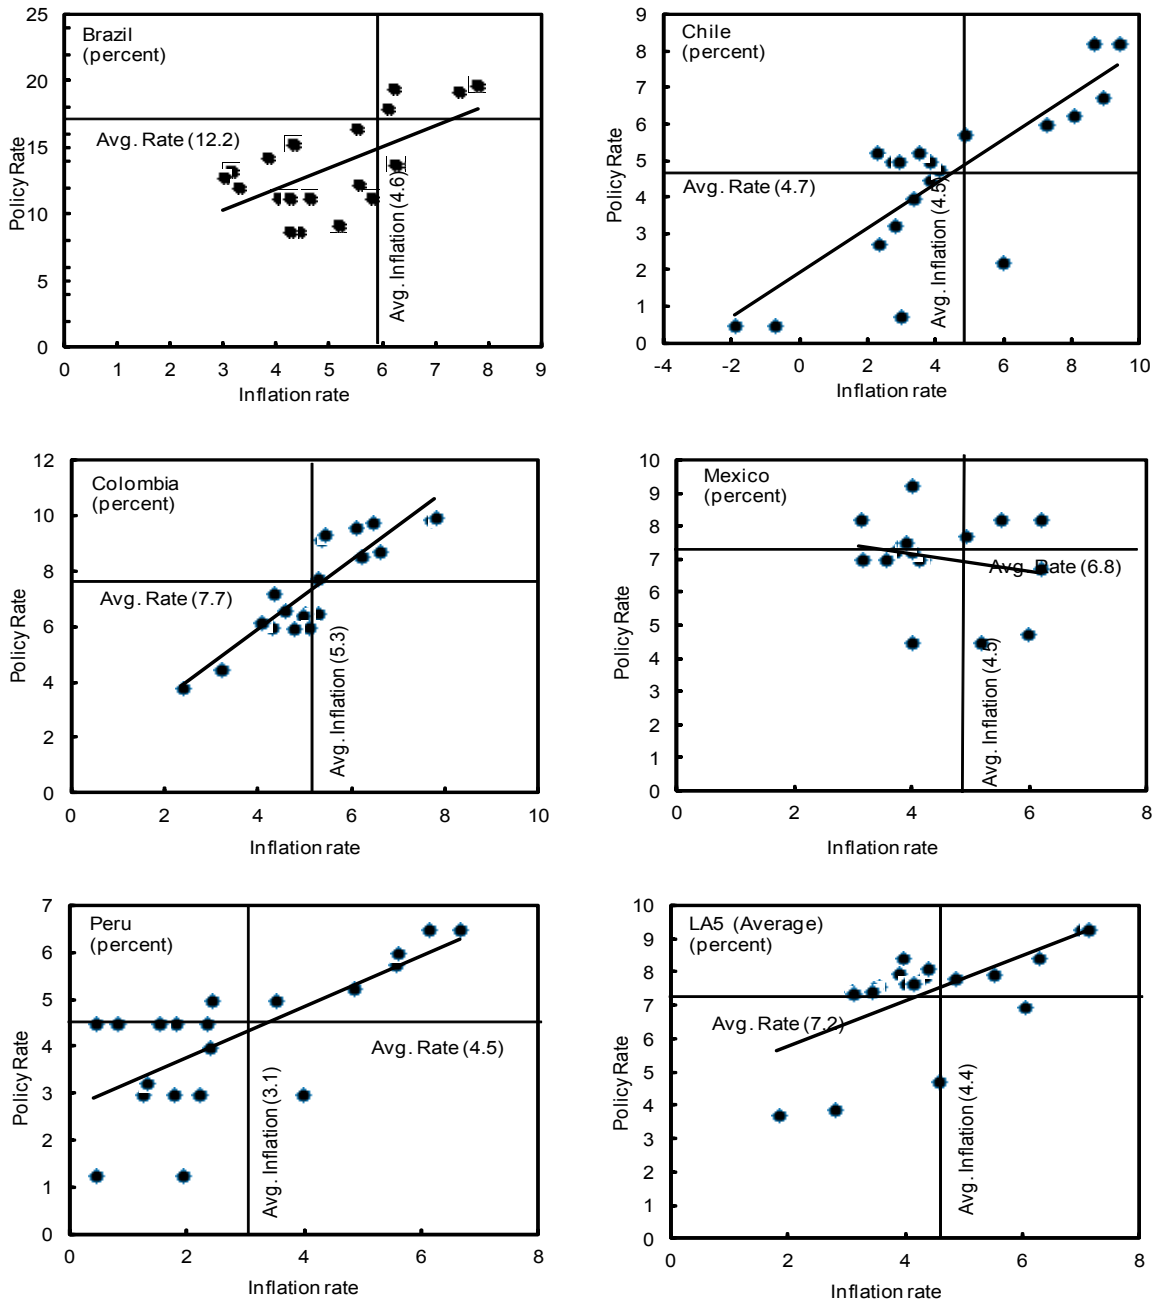 Brazil
(percent)
25
20
15
10
5
0
Policy Rate
Avg. Rate (12.2)
Avg. Inflation (4.6)
0 1 2 3 4 5 6 7 8 9
Inflation rate
Chile
(percent)
9
8
7
6
5
4
3
2
1
0
Policy Rate
Avg. Rate (4.7)
Avg. Inflation (4.5)
-4 -2 0 2 4 6 8 10
Inflation rate
Colombia
(percent)
12
10
8
6
4
2
0
Policy Rate
Avg. Rate (7.7)
Avg. Inflation (5.3)
0 2 4 6 8 10
Inflation rate
Mexico
(percent)
10
9
8
7
6
5
4
3
2
1
0
Policy Rate
Avg. Rate (6.8)
Avg. Inflation (4.5)
0 2 4 6 8
Inflation rate
Peru
(percent)
7
6
5
4
3
2
1
0
Policy Rate
Avg. Rate (4.5)
Avg. Inflation (3.1)
0 2 4 6 8
Inflation rate
LA5 (Average)
(percent)
10
9
8
7
6
5
4
3
2
1
0
Policy Rate
Avg. Rate (7.2)
Avg. Inflation (4.4)
0 2 4 6 8
Inflation rate